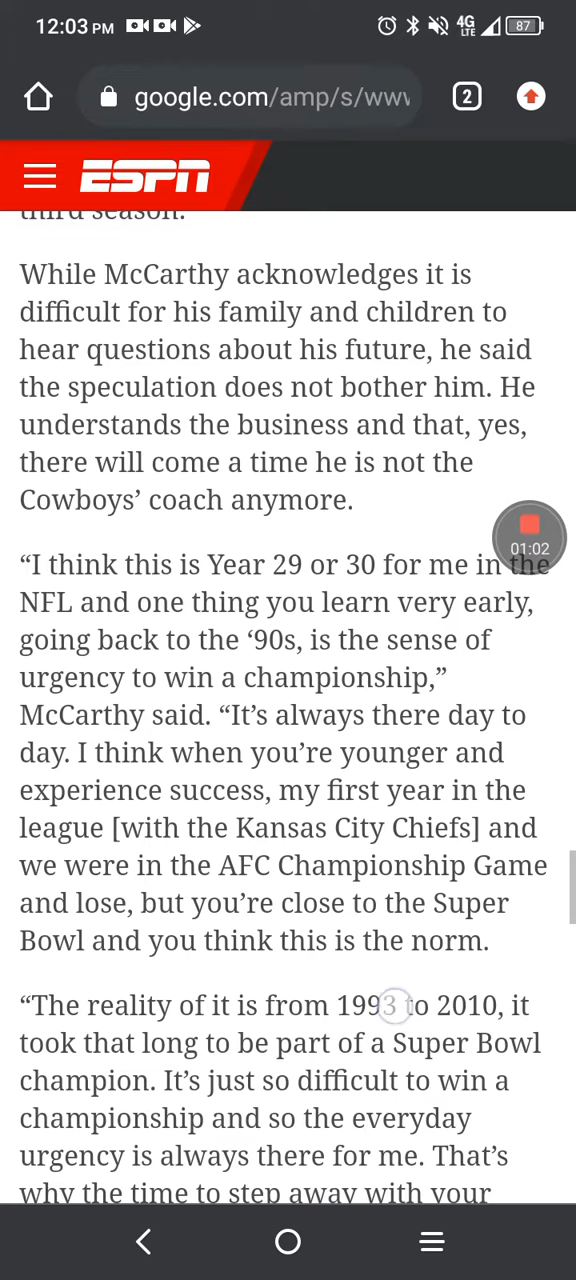 12:03 PM 4G LTE 87
google.com/amp/s/www
2
ESPN
third season.
While McCarthy acknowledges it is
difficult for his family and children to
hear questions about his future, he said
the speculation does not bother him. He
understands the business and that, yes,
there will come a time he is not the
Cowboys’ coach anymore.
01:02
“I think this is Year 29 or 30 for me in the
NFL and one thing you learn very early,
going back to the ‘90s, is the sense of
urgency to win a championship,”
McCarthy said. “It’s always there day to
day. I think when you’re younger and
experience success, my first year in the
league [with the Kansas City Chiefs] and
we were in the AFC Championship Game
and lose, but you’re close to the Super
Bowl and you think this is the norm.
“The reality of it is from 1993 to 2010, it
took that long to be part of a Super Bowl
champion. It’s just so difficult to win a
championship and so the everyday
urgency is always there for me. That’s
why the time to step away with your